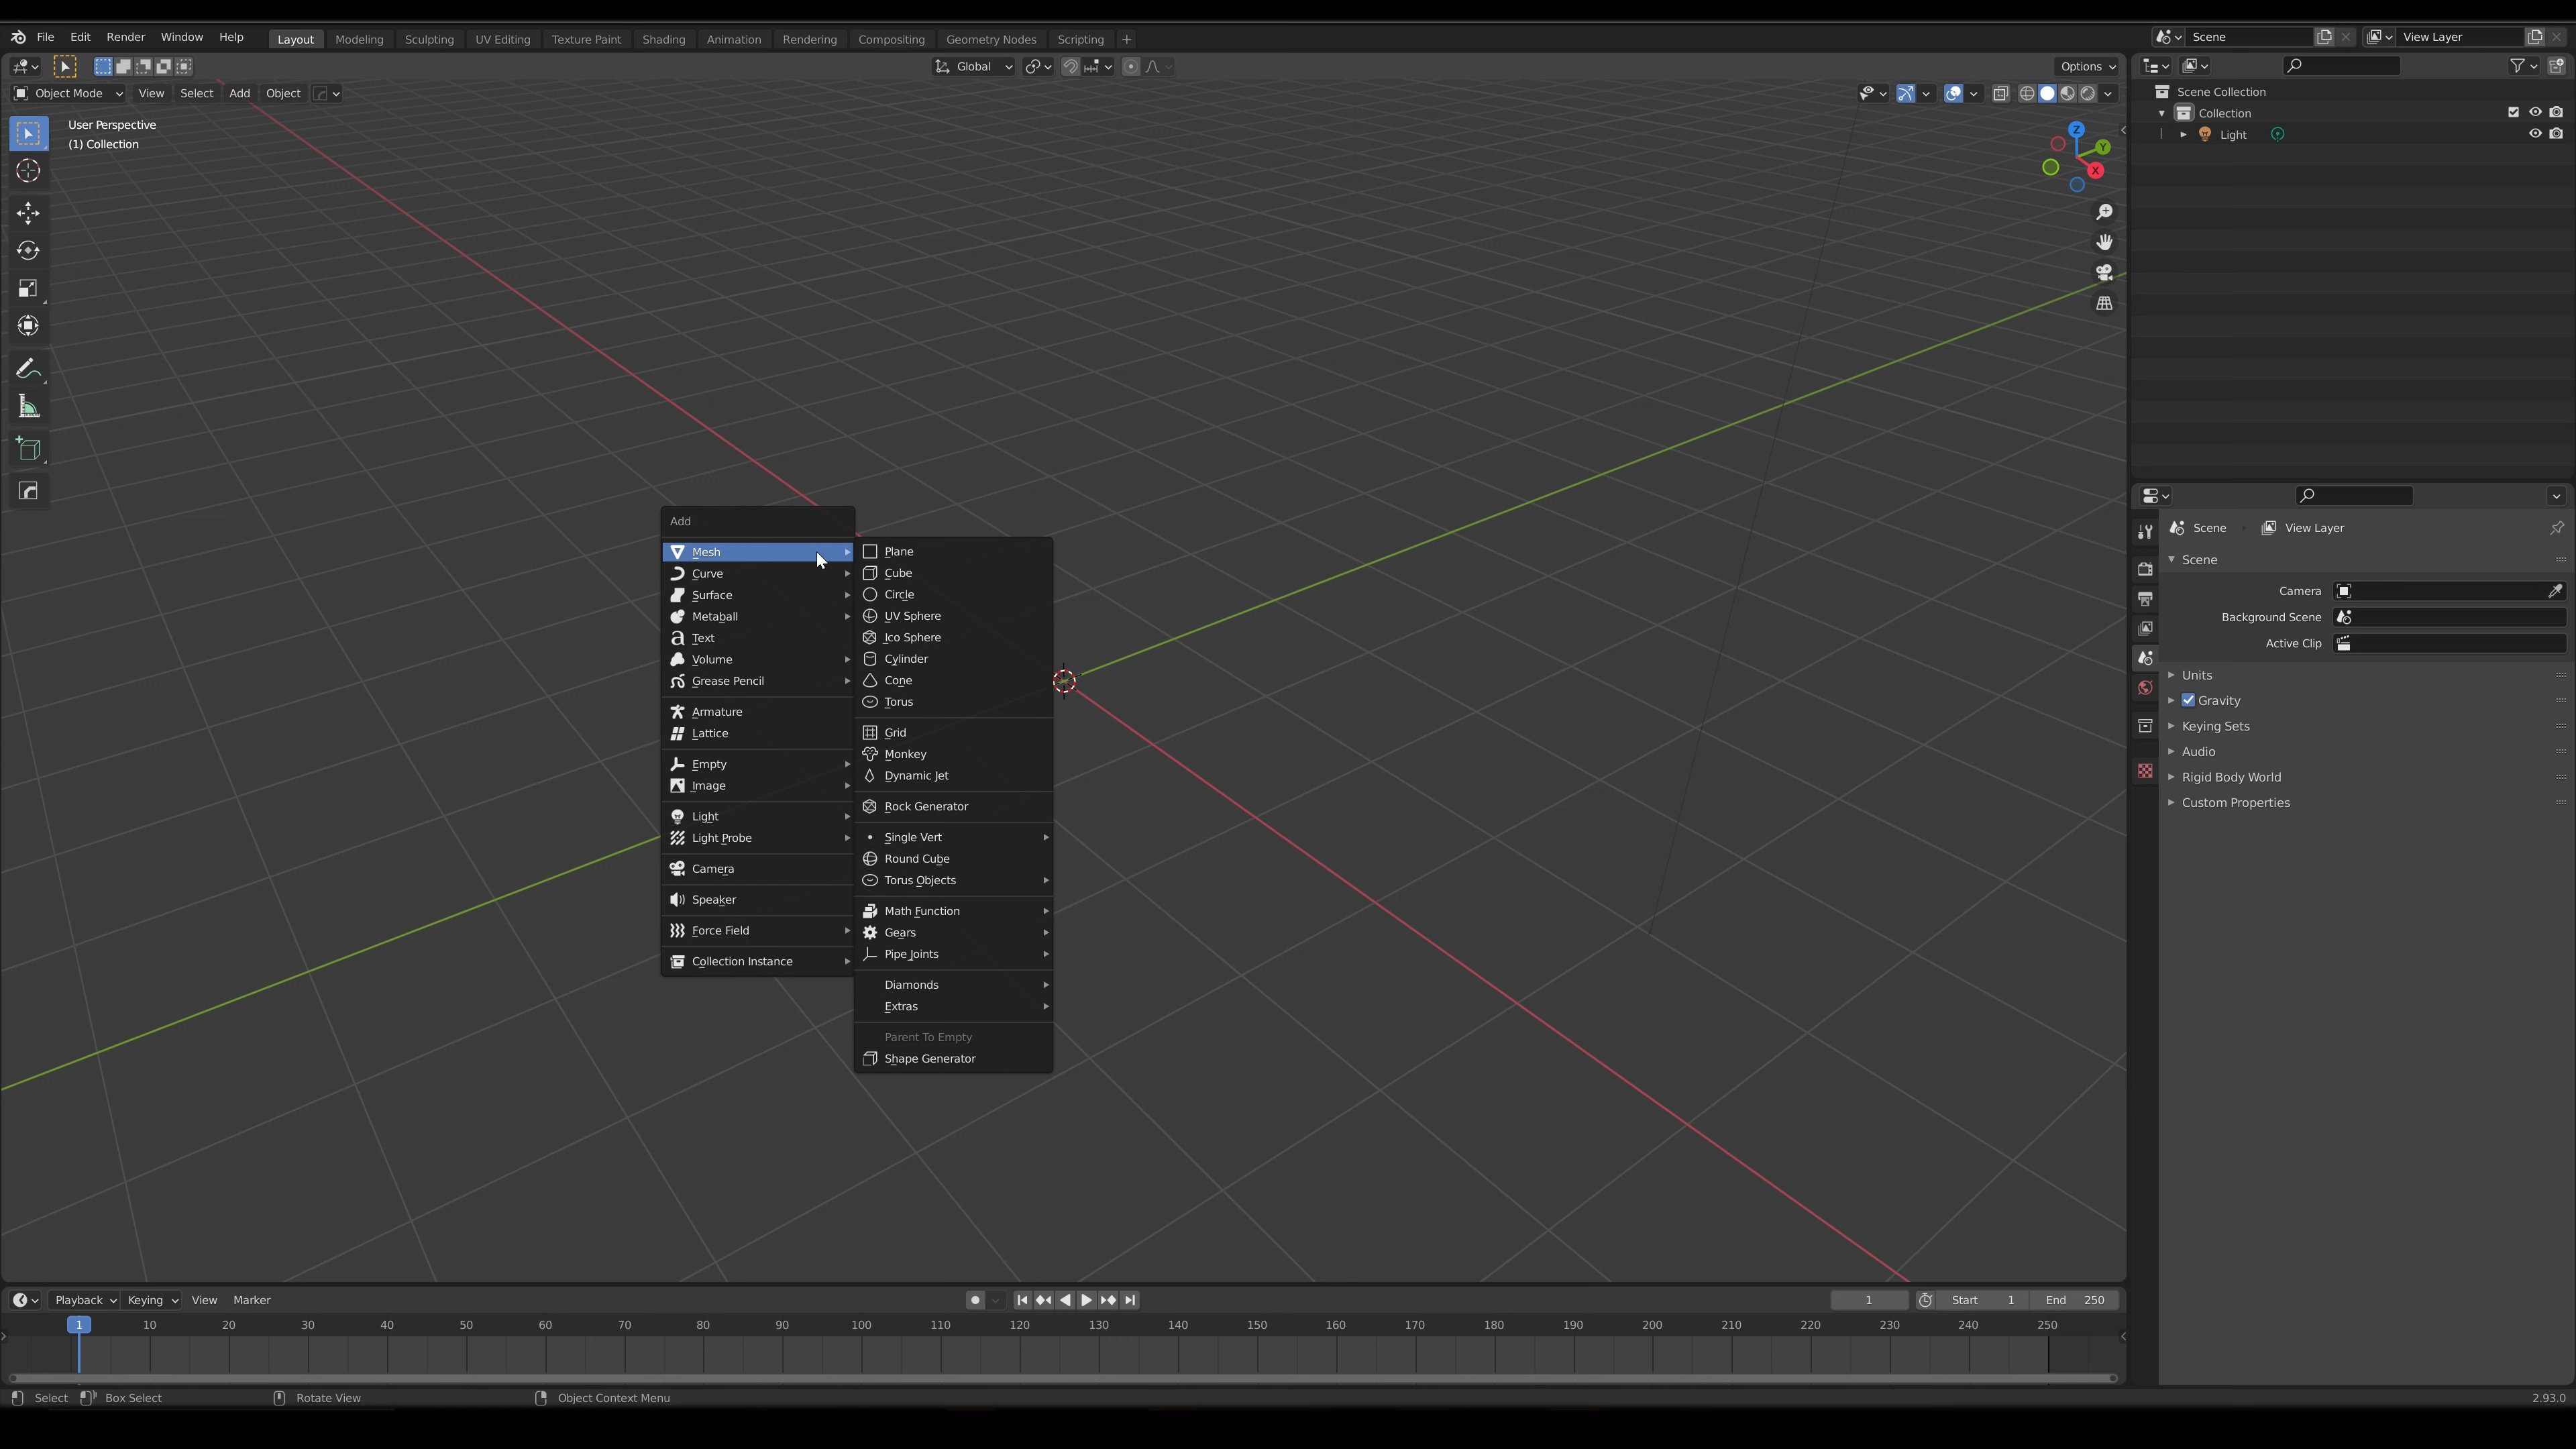 File Edit Render Window Help Layout Modeling Sculpting UV Editing Texture Paint Shading Animation Rendering Compositing Geometry Nodes Scripting + Scene View Layer
Global Options
Object Mode View Select Add Object
User Perspective
(1) Collection
Z
Y
X
Scene Collection
Collection
Light
Add
Mesh
Curve
Surface
Metaball
Text
Volume
Grease Pencil
Armature
Lattice
Empty
Image
Light
Light Probe
Camera
Speaker
Force Field
Collection Instance
Plane
Cube
Circle
UV Sphere
Ico Sphere
Cylinder
Cone
Torus
Grid
Monkey
Dynamic Jet
Rock Generator
Single Vert
Round Cube
Torus Objects
Math Function
Gears
Pipe Joints
Diamonds
Extras
Parent To Empty
Shape Generator
Scene View Layer
Scene
Camera
Background Scene
Active Clip
Units
Gravity
Keying Sets
Audio
Rigid Body World
Custom Properties
Playback Keying View Marker 1 Start 1 End 250
1 10 20 30 40 50 60 70 80 90 100 110 120 130 140 150 160 170 180 190 200 210 220 230 240 250
Select Box Select Rotate View Object Context Menu 2.93.0